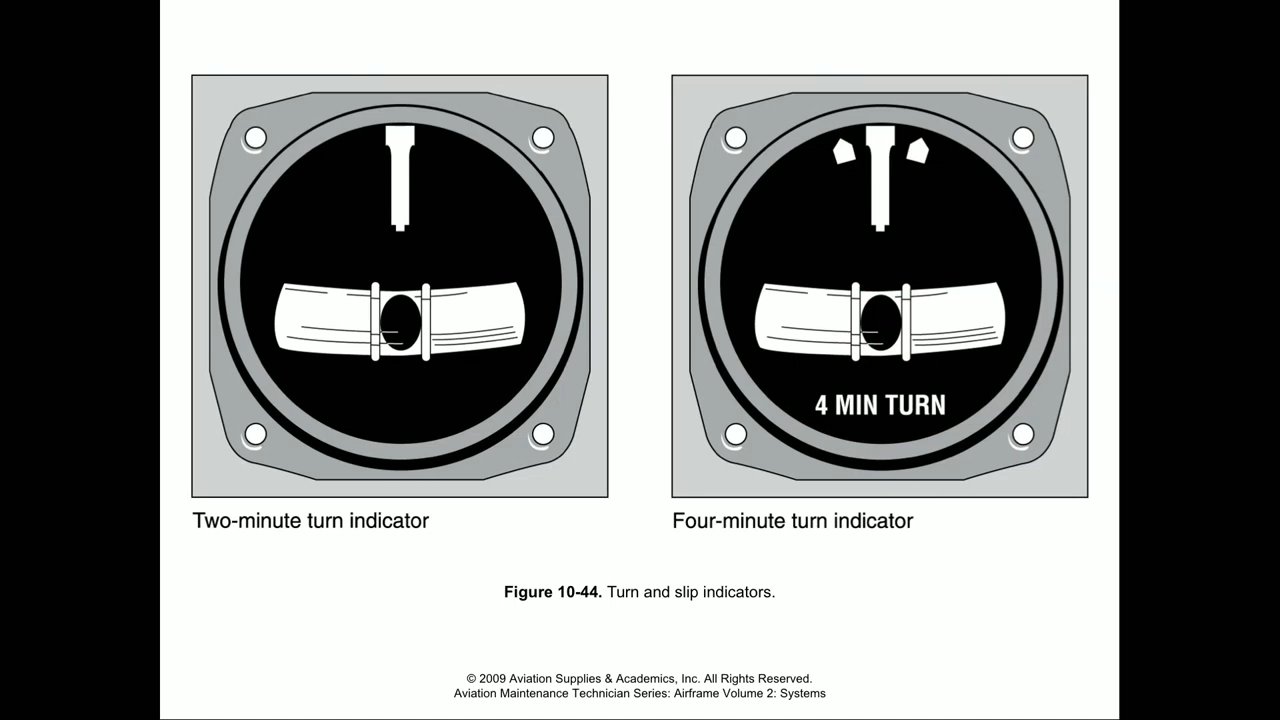 4 MIN TURN
Two-minute turn indicator
Four-minute turn indicator
Figure 10-44. Turn and slip indicators.
© 2009 Aviation Supplies & Academics, Inc. All Rights Reserved.
Aviation Maintenance Technician Series: Airframe Volume 2: Systems